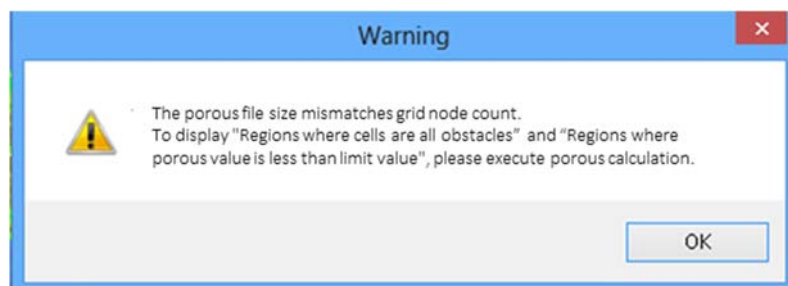 Warning
The porous file size mismatches grid node count.
To display "Regions where cells are all obstacles” and “Regions where
porous value is less than limit value", please execute porous calculation.
OK